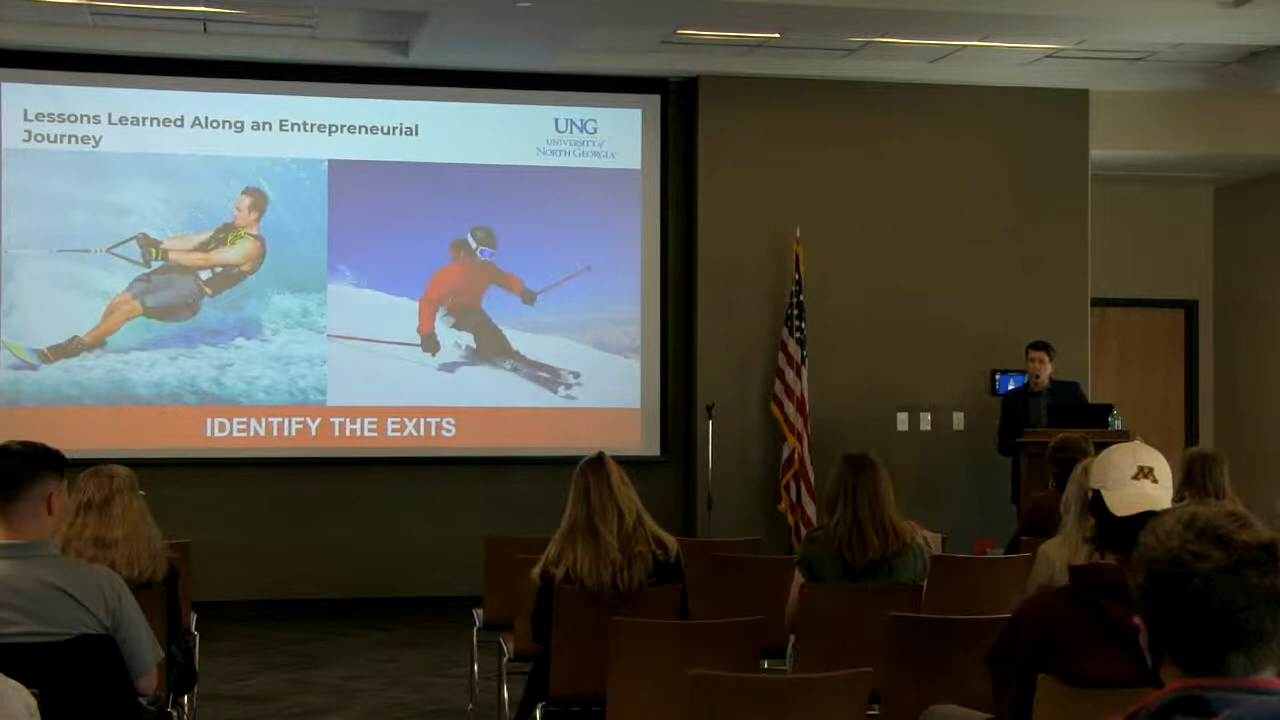 Lessons Learned Along an Entrepreneurial
Journey
UNG
UNIVERSITY of
NORTH GEORGIA
IDENTIFY THE EXITS
M